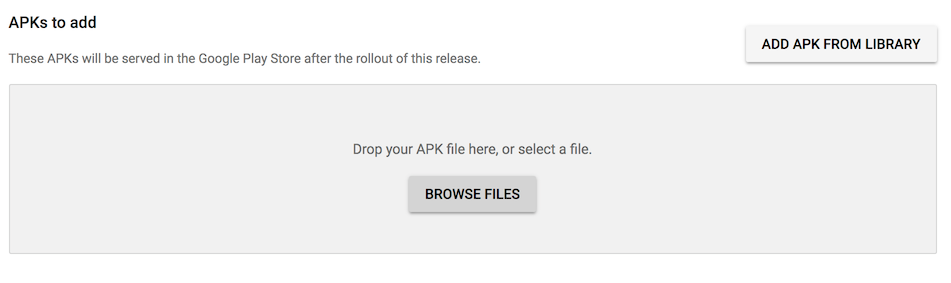 APKs to add
ADD APK FROM LIBRARY
These APKs will be served in the Google Play Store after the rollout of this release.
Drop your APK file here, or select a file.
BROWSE FILES